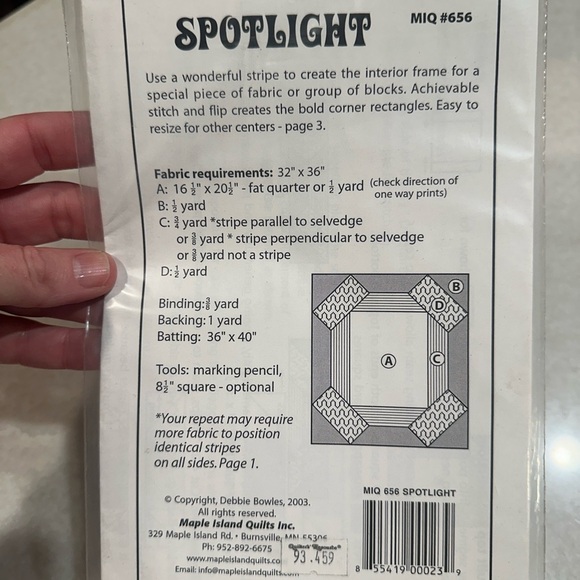 SPOTLIGHT
MIQ #656
Use a wonderful stripe to create the interior frame for a
special piece of fabric or group of blocks. Achievable
stitch and flip creates the bold corner rectangles. Easy to
resize for other centers - page 3.
Fabric requirements: 32" x 36"
A: 16 ½" x 20½" - fat quarter or ½ yard (check direction of
one way prints)
B: ½ yard
C: ¾ yard *stripe parallel to selvedge
or ⅜ yard * stripe perpendicular to selvedge
or ⅜ yard not a stripe
D: ½ yard
Binding: ⅜ yard
Backing: 1 yard
Batting: 36" x 40"
Tools: marking pencil,
8½" square - optional
*Your repeat may require
more fabric to position
identical stripes
on all sides. Page 1.
B
D
A
C
© Copyright, Debbie Bowles, 2003.
All rights reserved.
Maple Island Quilts Inc.
329 Maple Island Rd. • Burnsville, MN 55306
Ph: 952-892-6675
www.mapleislandquilts.co
Email: info@mapleislandquilts.
93.459
MIQ 656 SPOTLIGHT
8 55419 00023 9